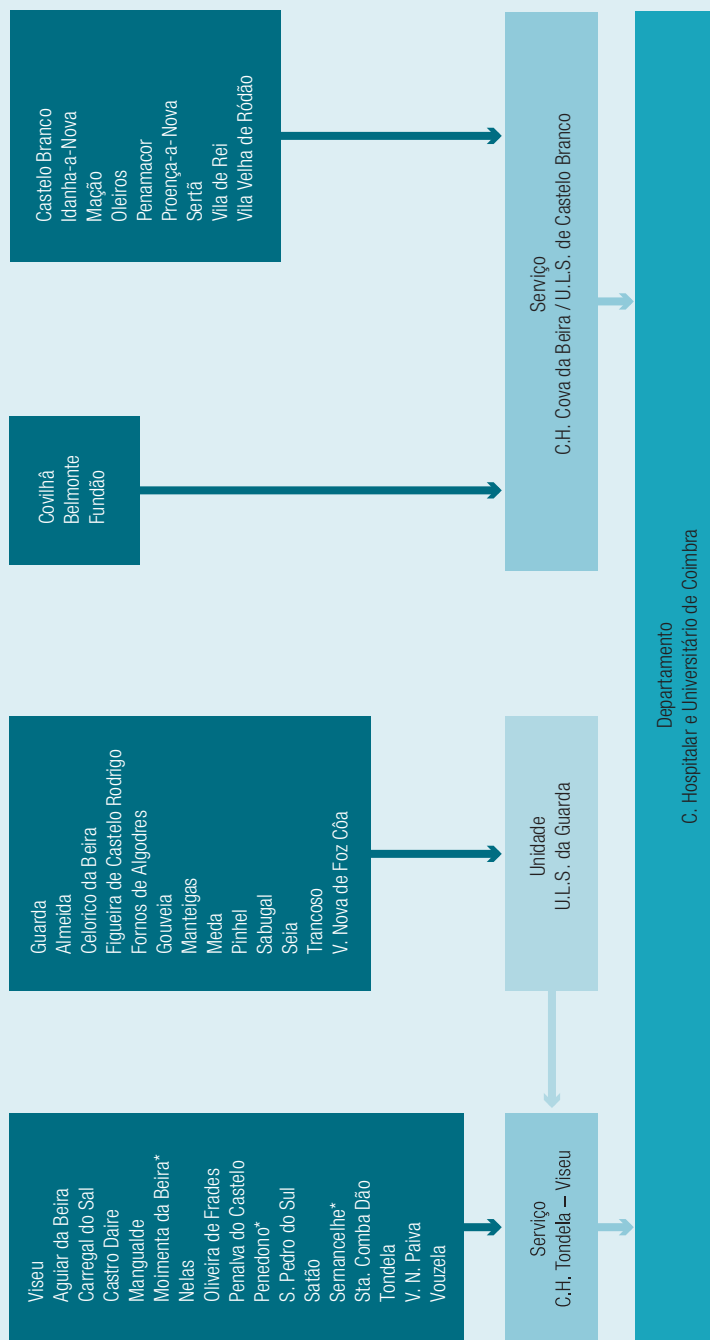 Viseu
Aguiar da Beira
Carregal do Sal
Castro Daire
Mangualde
Moimenta da Beira*
Nelas
Oliveira de Frades
Penalva do Castelo
Penedono*
S. Pedro do Sul
Satão
Sernancelhe*
Sta. Comba Dão
Tondela
V. N. Paiva
Vouzela
Guarda
Almeida
Celorico da Beira
Figueira de Castelo Rodrigo
Fornos de Algodres
Gouveia
Manteigas
Meda
Pinhel
Sabugal
Seia
Trancoso
V. Nova de Foz Côa
Covilhã
Belmonte
Fundão
Castelo Branco
Idanha-a-Nova
Mação
Oleiros
Penamacor
Proença-a-Nova
Sertã
Vila de Rei
Vila Velha de Ródão
Serviço
C.H. Tondela – Viseu
Unidade
U.L.S. da Guarda
Serviço
C.H. Cova da Beira / U.L.S. de Castelo Branco
Departamento
C. Hospitalar e Universitário de Coimbra